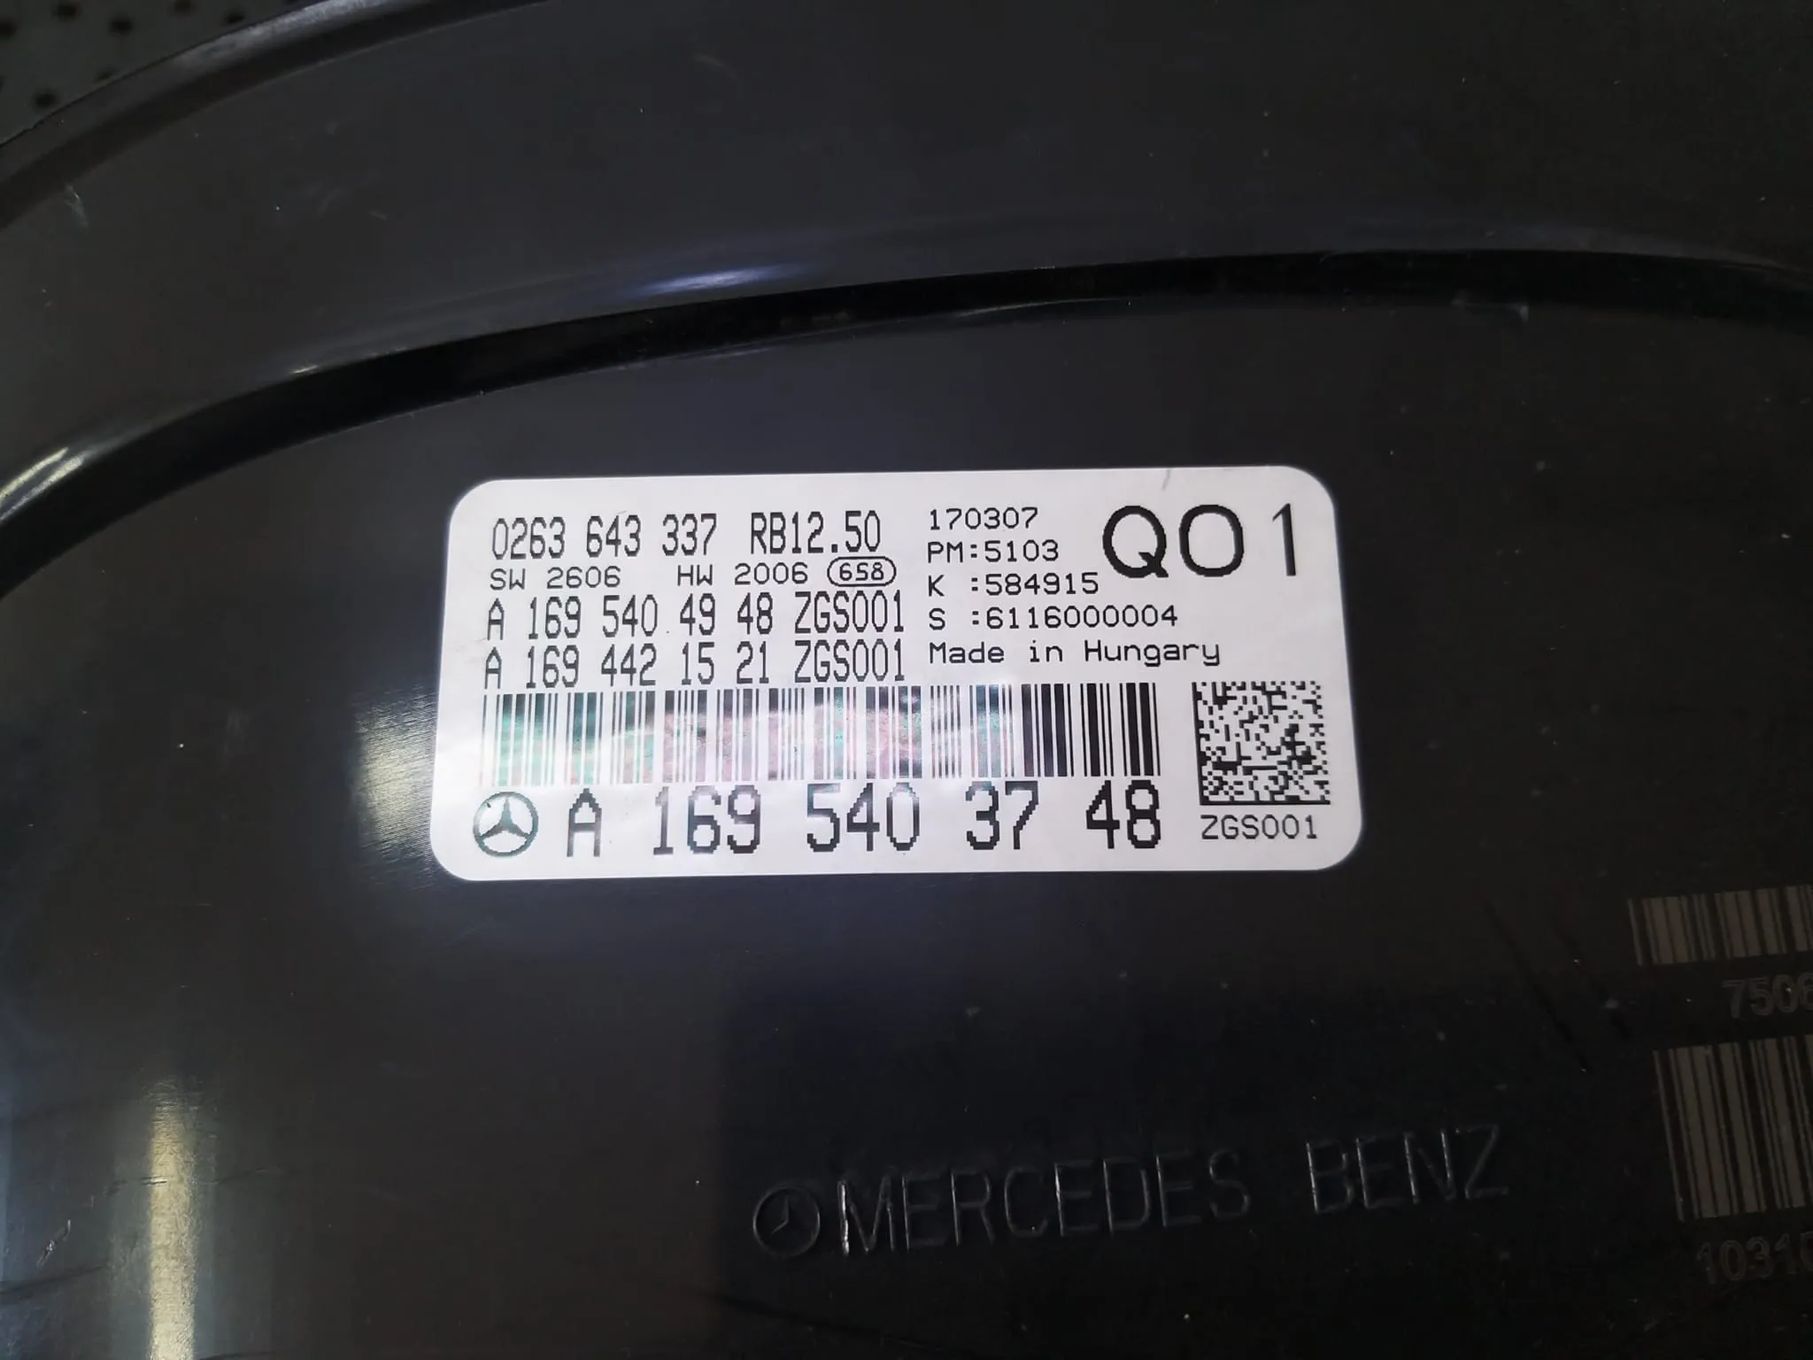 0263 643 337 RB12.50
SW 2606 HW 2006 658
A 169 540 49 48 ZGS001
A 169 442 15 21 ZGS001
170307
PM:5103
K :584915
S :6116000004
Made in Hungary
Q01
A 169 540 37 48
ZGS001
MERCEDES BENZ